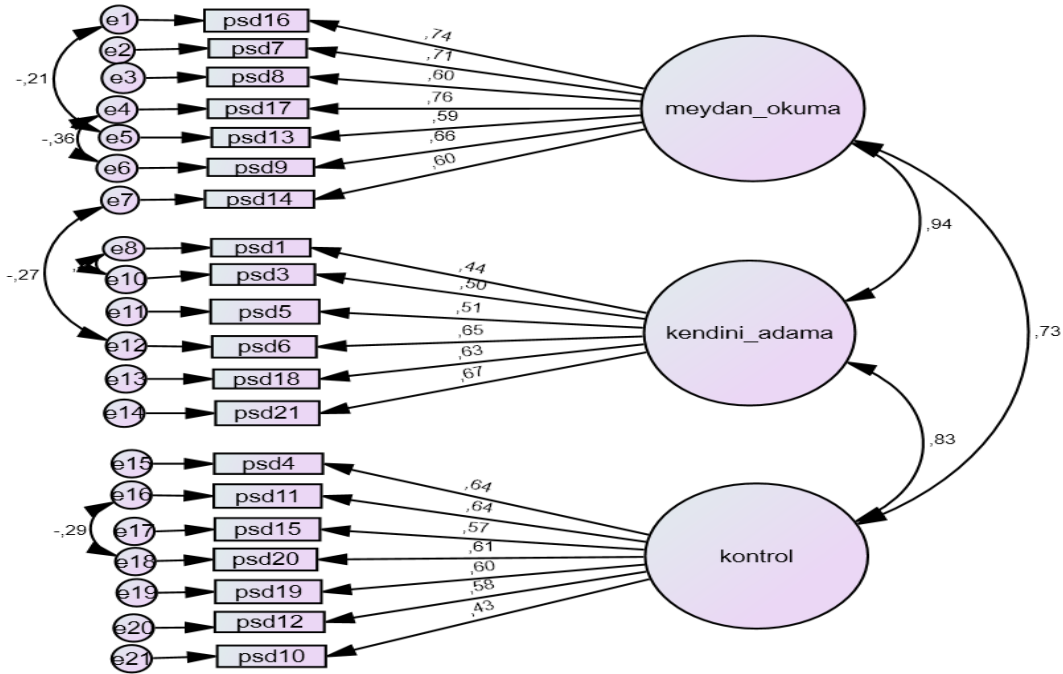 e1 psd16 ,74
e2 psd7 ,71
e3 psd8 ,60
-,21
e4 psd17 ,76
meydan_okuma
e5 psd13 ,59
-,36
e6 psd9 ,66
e7 psd14 ,60
,94
e8 psd1 ,44
e10 psd3 ,50
-,27
e11 psd5 ,51
kendini_adama
,73
e12 psd6 ,65
e13 psd18 ,63
e14 psd21 ,67
,83
e15 psd4 ,64
e16 psd11 ,64
-,29
e17 psd15 ,57
e18 psd20 ,61
kontrol
e19 psd19 ,60
e20 psd12 ,58
e21 psd10 ,43